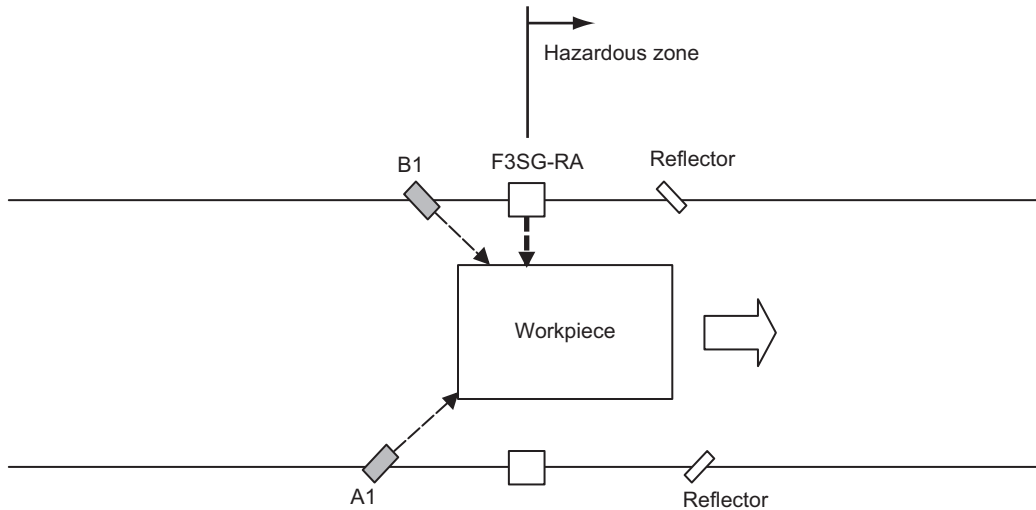 Hazardous zone
B1
F3SG-RA
Reflector
Workpiece
A1
Reflector